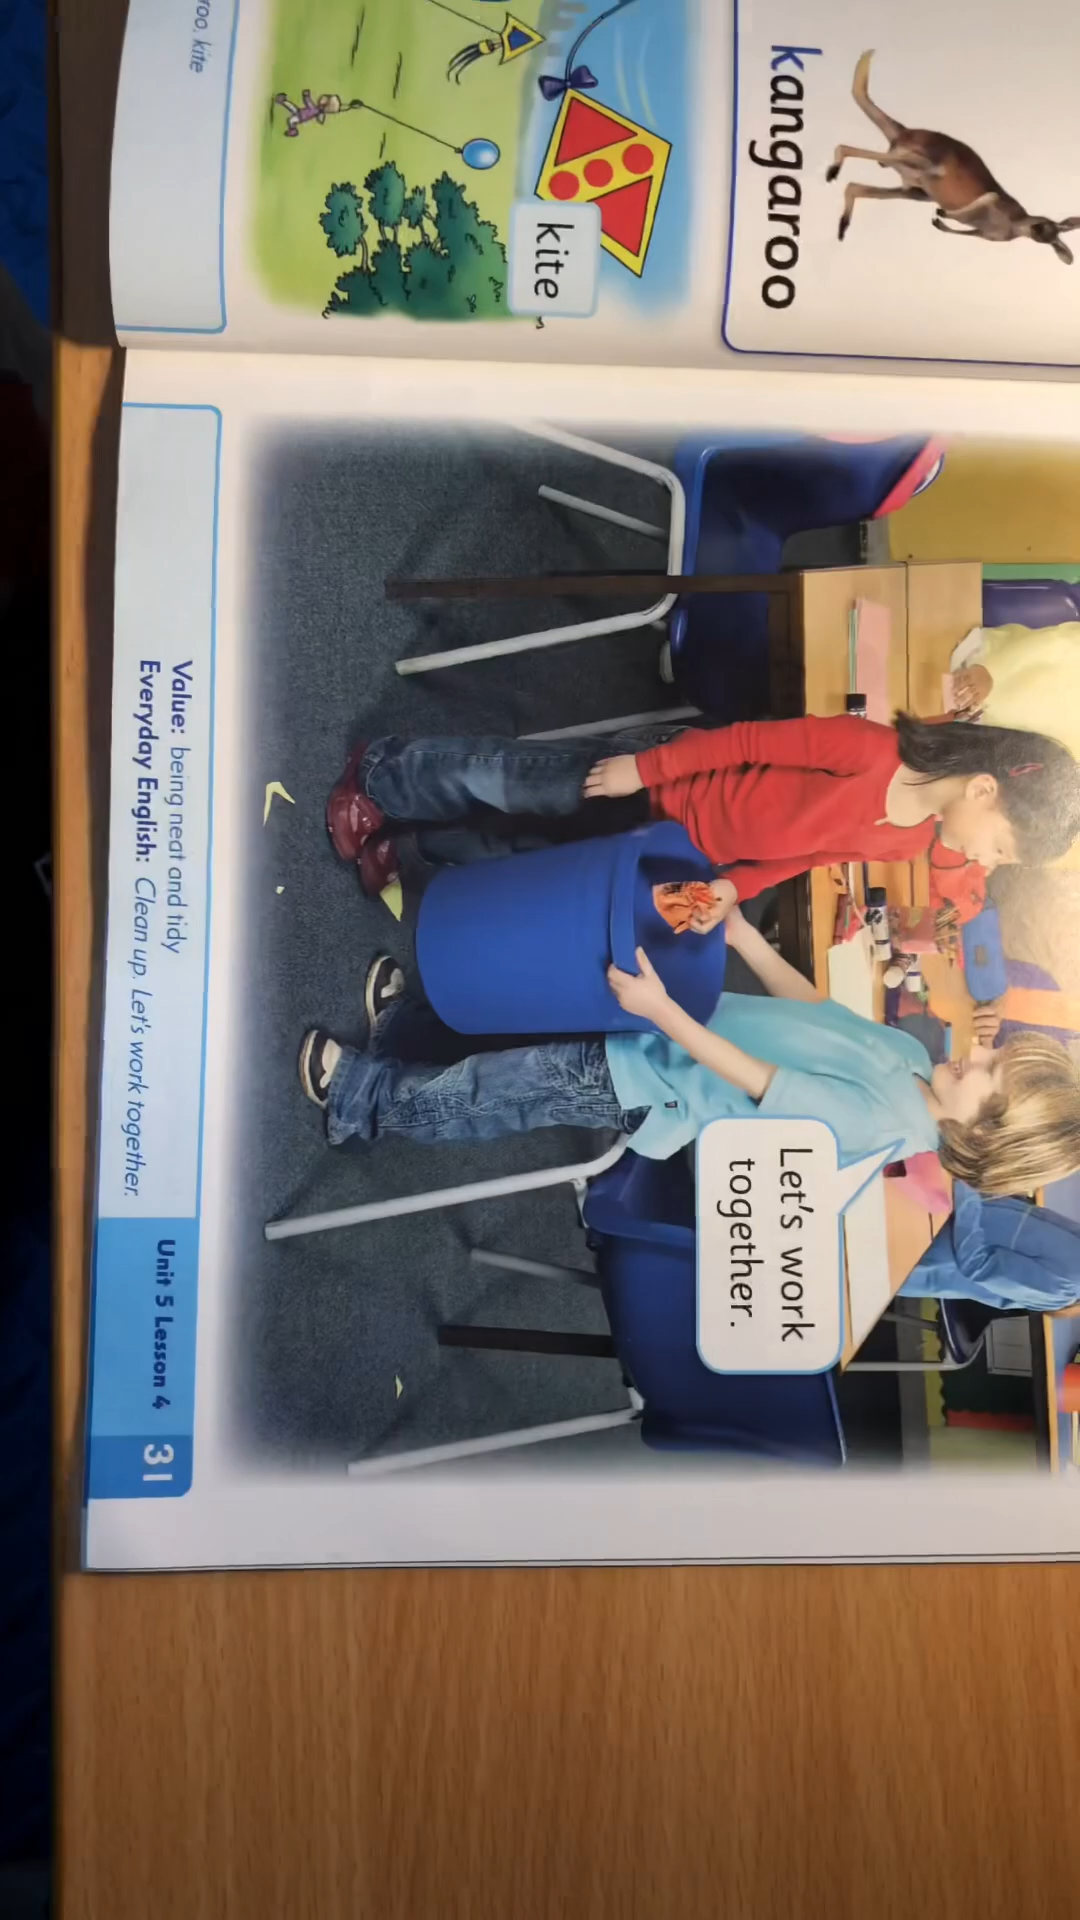 kangaroo
kite
roo, kite
Let's work
together.
Value: being neat and tidy
Everyday English: Clean up. Let's work together.
Unit 5 Lesson 4 31